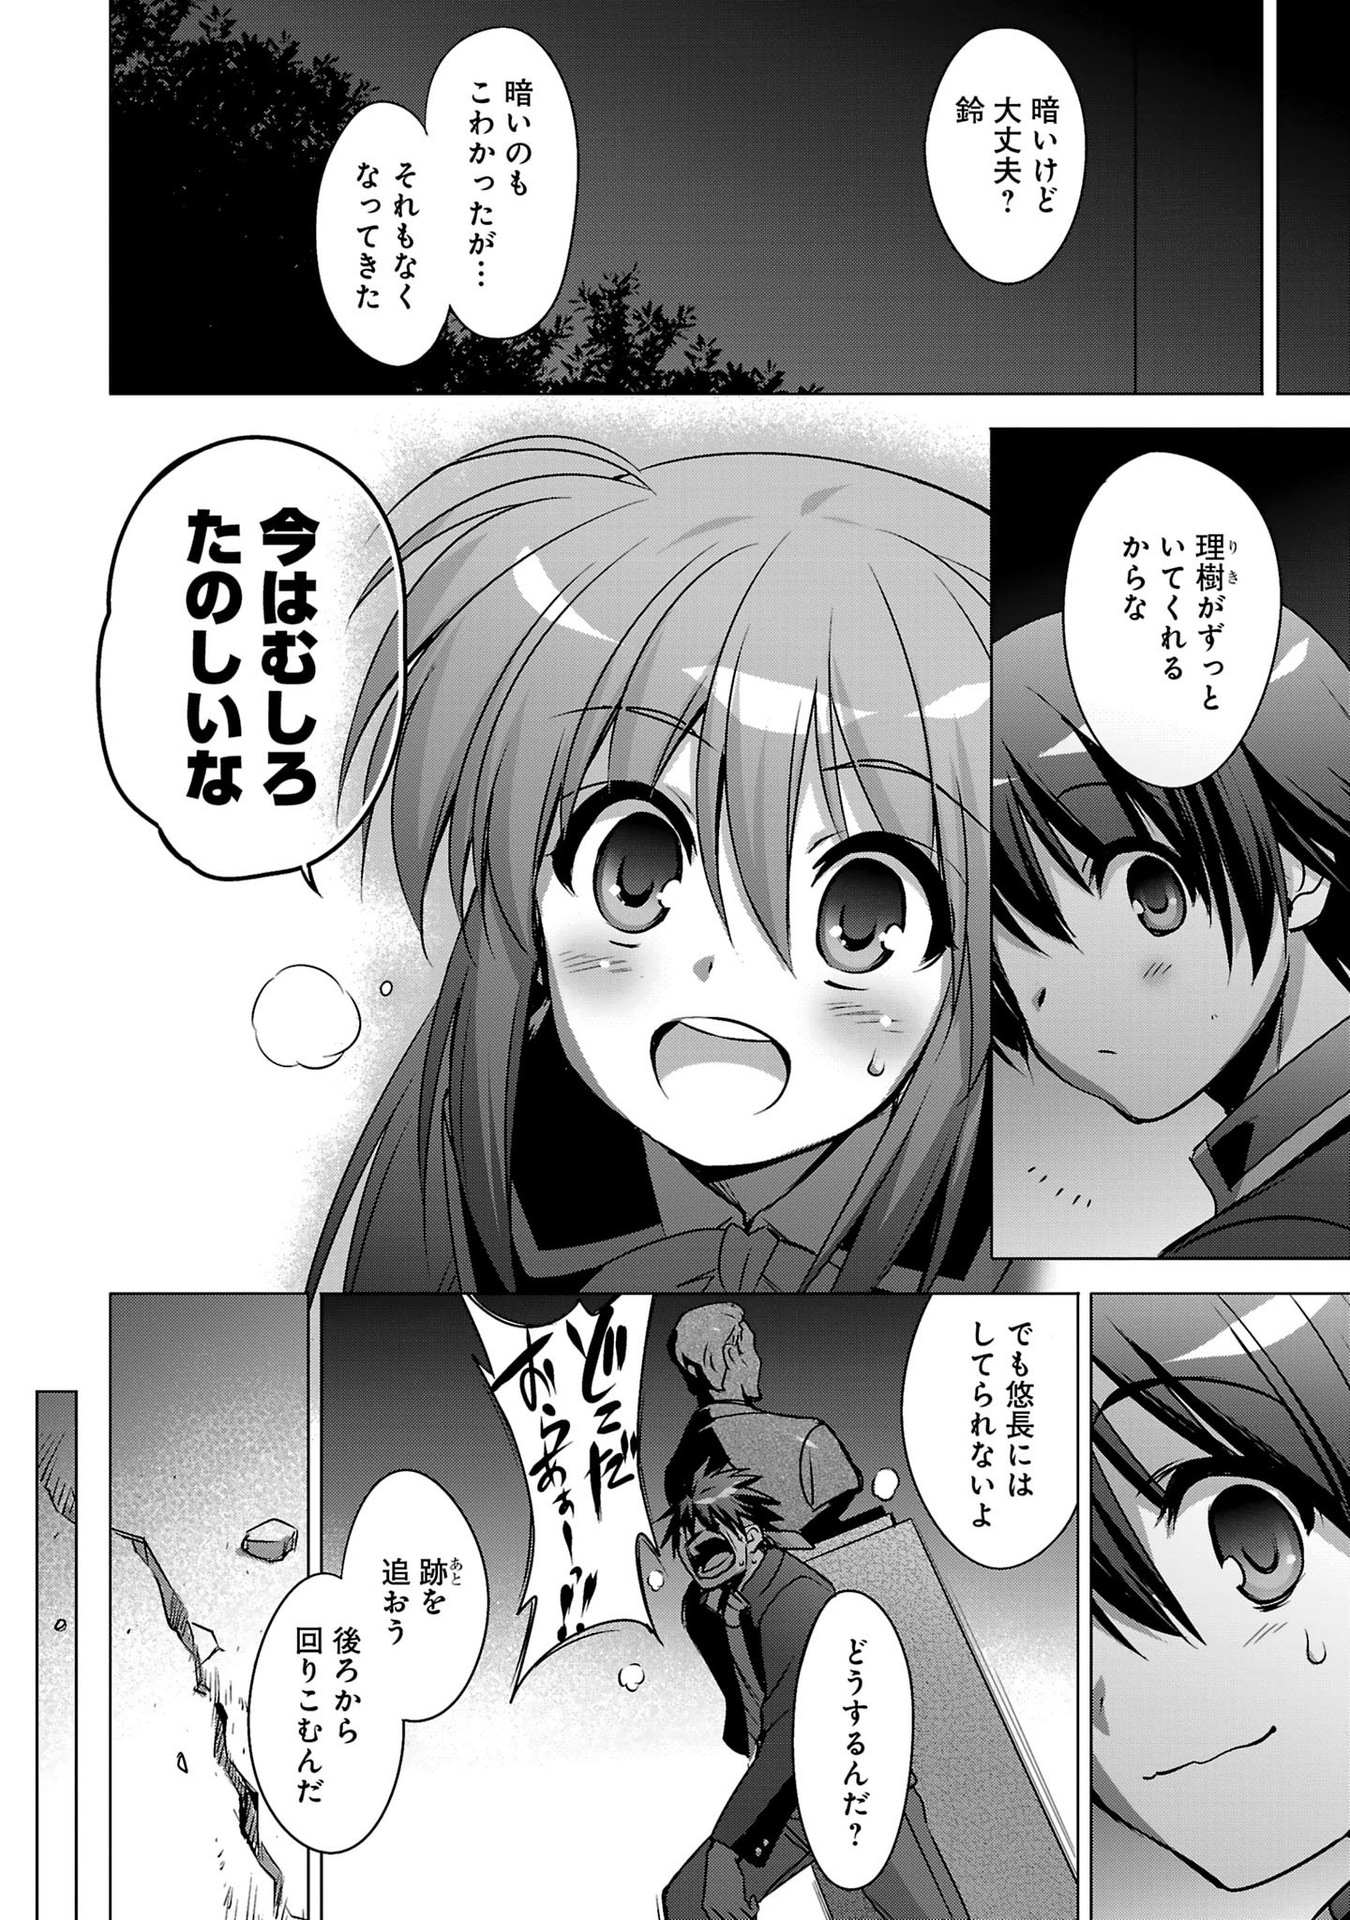 暗いけど
大丈夫?
鈴
暗いのも
こわかったが…
それもなく
なってきた
理樹がずっと
りき
いてくれる
からな
今はむしろ
たのしいな
でも悠長には
してられないよ
どうするんだ?
どこだ
おらぁぁー!!
跡を
あと
追おう
後ろから
回りこむんだ